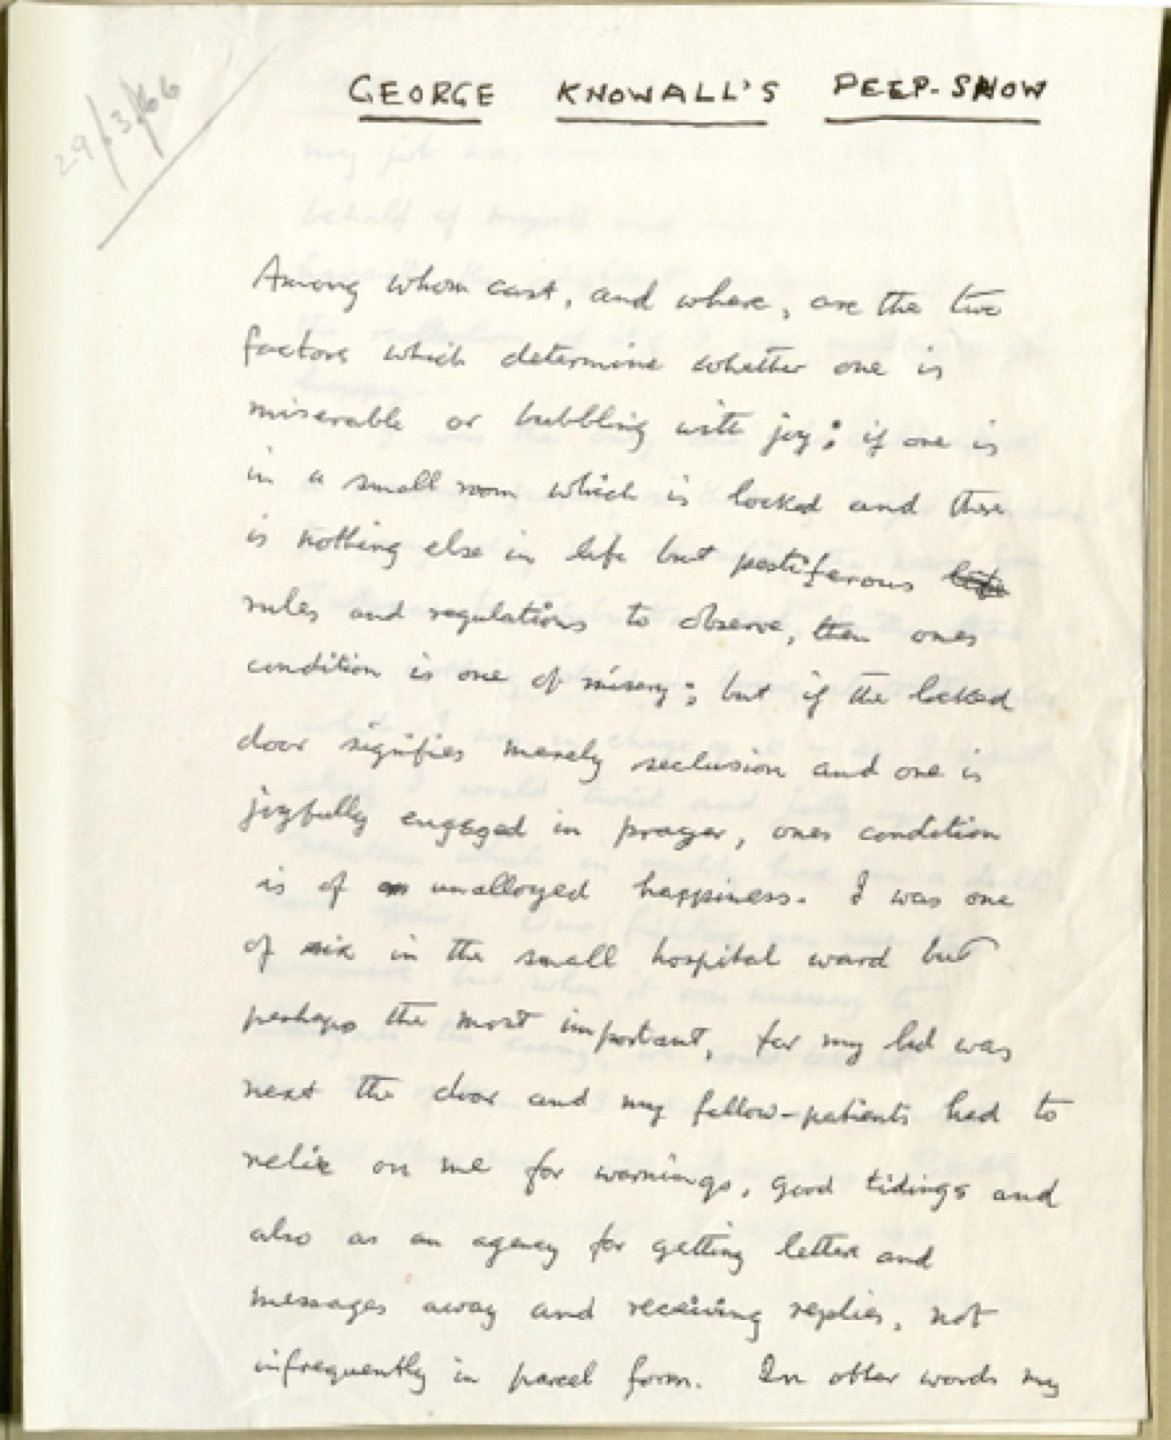 29/3/66
GEORGE KNOWALL'S PEEP-SHOW
Among whom cast, and where, are the two
factors which determine whether one is
miserable or bubbling with joy; if one is
in a small room which is locked and there
is nothing else in life but pestiferous
rules and regulations to observe, then ones
condition is one of misery; but if the locked
door signifies merely seclusion and one is
joyfully engaged in prayer, ones condition
is of unalloyed happiness. I was one
of six in the small hospital ward but
perhaps the most important, for my bed was
next the door and my fellow-patients had to
relie on me for warnings, good tidings and
also as an agency for getting letters and
messages away and receiving replies, not
infrequently in parcel form. In other words my